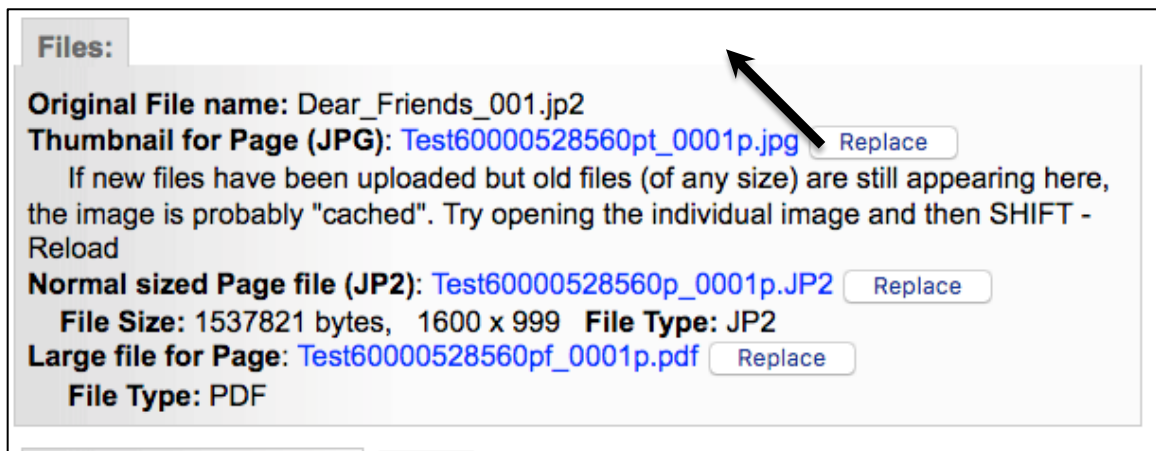 Files:
Original File name: Dear_Friends_001.jp2
Thumbnail for Page (JPG): Test60000528560pt_0001p.jpg Replace
If new files have been uploaded but old files (of any size) are still appearing here,
the image is probably "cached". Try opening the individual image and then SHIFT -
Reload
Normal sized Page file (JP2): Test60000528560p_0001p.JP2 Replace
File Size: 1537821 bytes, 1600 x 999 File Type: JP2
Large file for Page: Test60000528560pf_0001p.pdf Replace
File Type: PDF